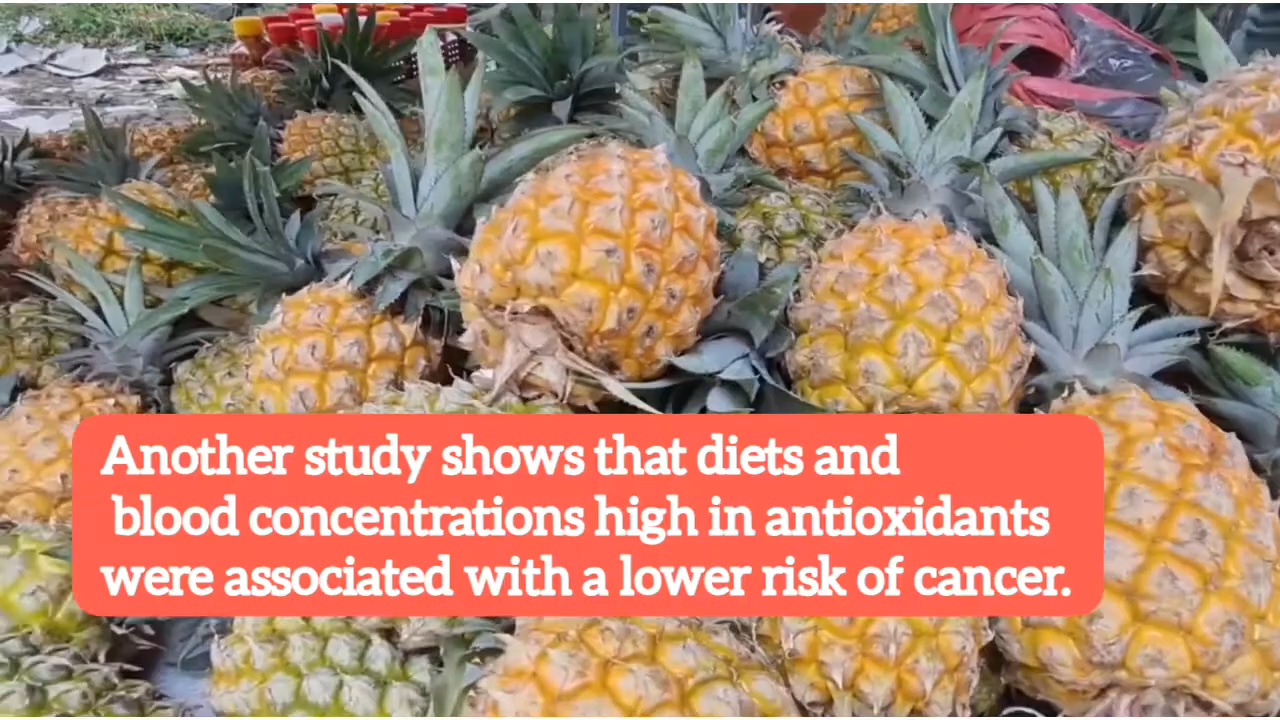 Another study shows that diets and
blood concentrations high in antioxidants
were associated with a lower risk of cancer.